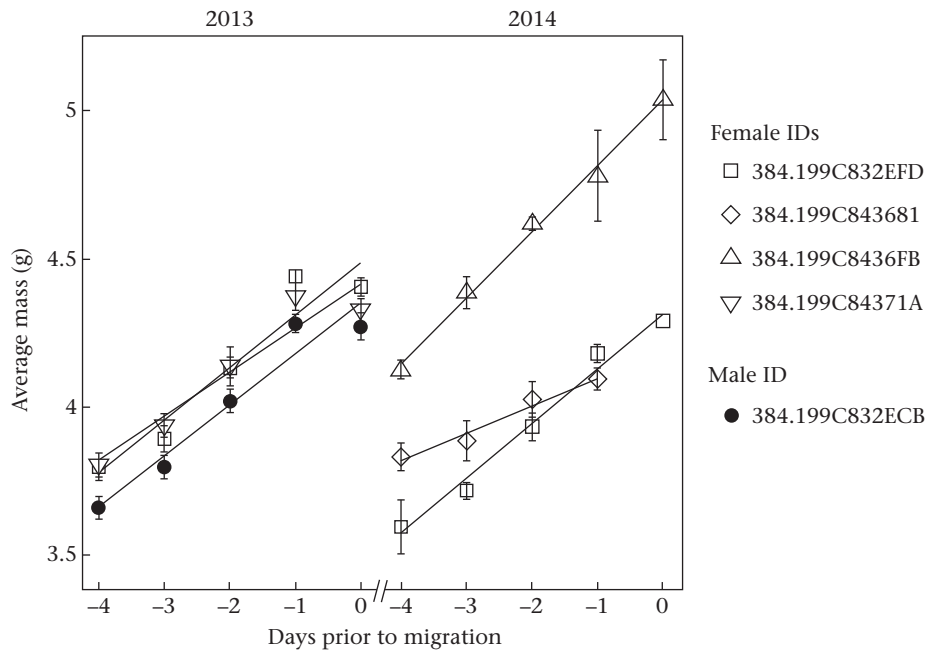 2013 2014
5
4.5
4
3.5
Average mass (g)
–4 –3 –2 –1 0 // –4 –3 –2 –1 0
Days prior to migration
Female IDs
384.199C832EFD
384.199C843681
384.199C8436FB
384.199C84371A
Male ID
384.199C832ECB